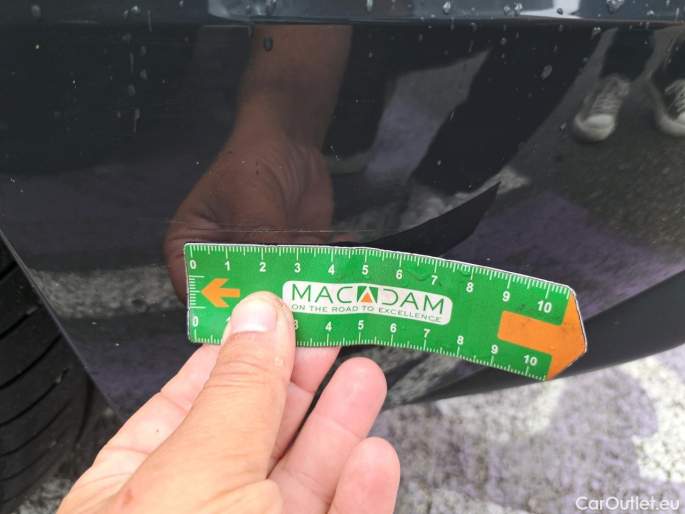 0 1 2 3 4 5 6 7 8 9 10
MACADAM
ON THE ROAD TO EXCELLENCE
0 2 3 4 5 6 7 8 9 10
CarOutlet.eu